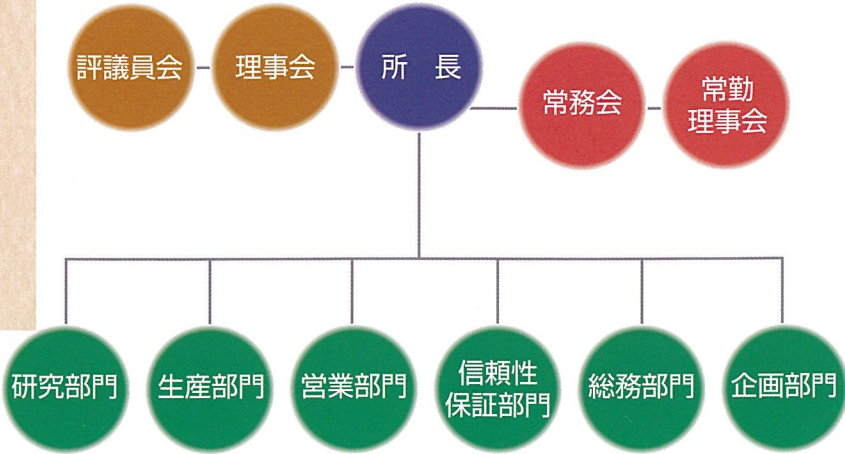 評議員会
理事会
所 長
常務会
常勤
理事会
研究部門
生産部門
営業部門
信頼性
保証部門
総務部門
企画部門